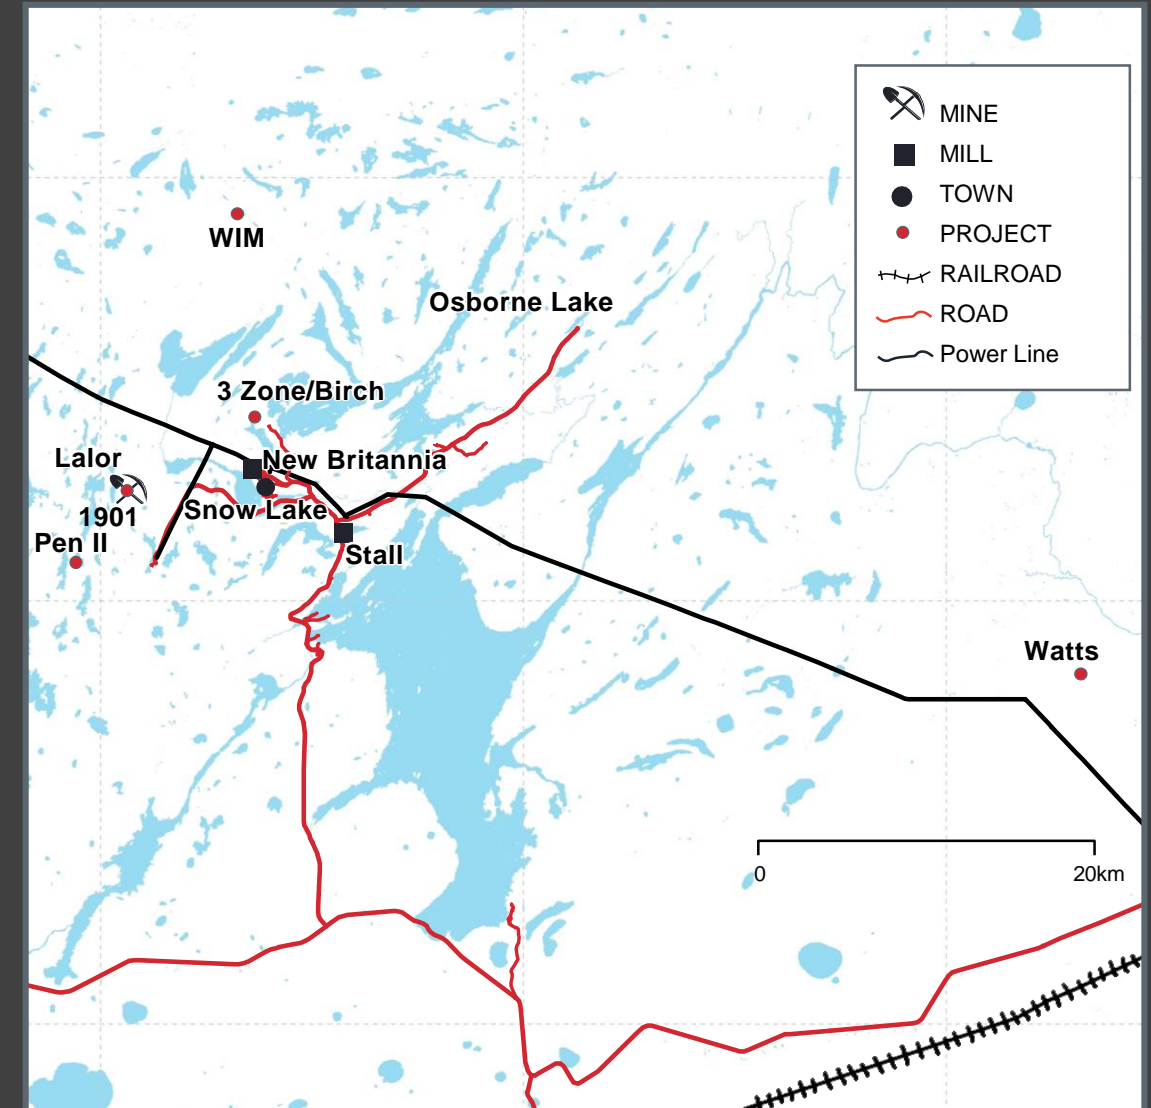 MINE
MILL
TOWN
PROJECT
RAILROAD
ROAD
Power Line
WIM
Osborne Lake
3 Zone/Birch
Lalor
New Britannia
1901
Snow Lake
Pen II
Stall
Watts
0
20km